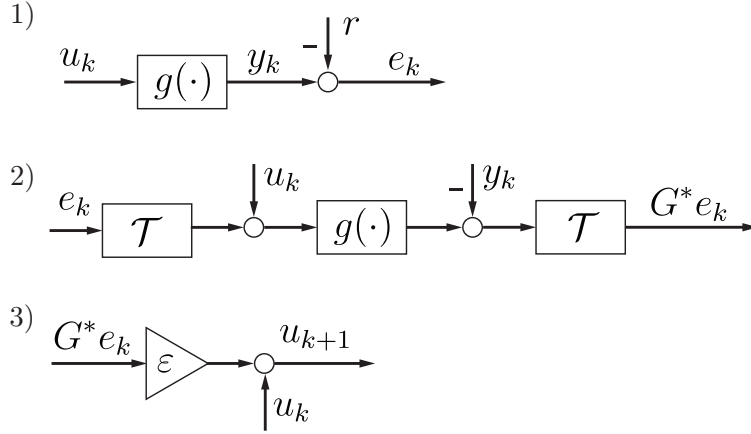 1)
- r
u_k g(·) y_k e_k
2)
u_k - y_k
e_k 𝒯 g(·) 𝒯 G*e_k
3)
G*e_k ε u_{k+1}
u_k